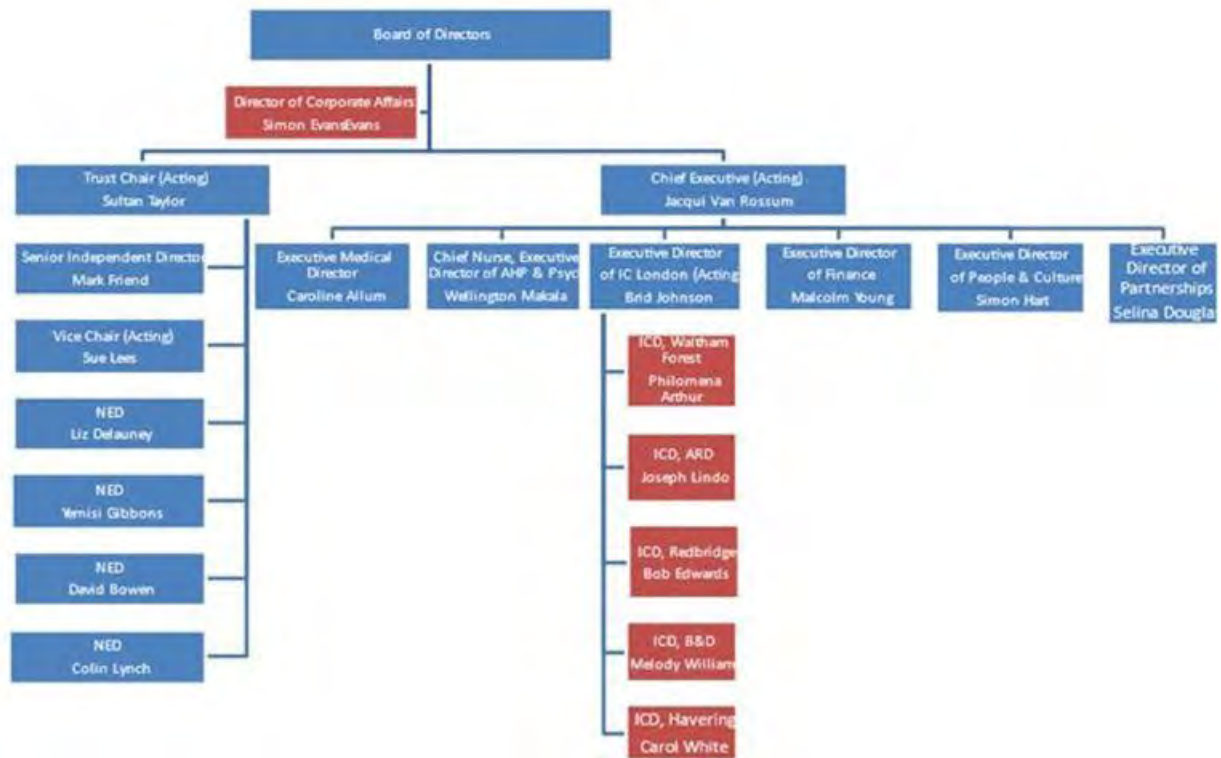 Board of Directors
Director of Corporate Affairs
Simon EvansEvans
Trust Chair (Acting)
Sultan Taylor
Chief Executive (Acting)
Jacqui Van Rossum
Senior Independent Director
Mark Friend
Vice Chair (Acting)
Sue Lees
NED
Liz Delauney
NED
Yemisi Gibbons
NED
David Bowen
NED
Colin Lynch
Executive Medical
Director
Caroline Allum
Chief Nurse, Executive
Director of AHP & Psyc
Wellington Makala
Executive Director
of IC London (Acting
Brid Johnson
Executive Director
of Finance
Malcolm Young
Executive Director
of People & Culture
Simon Hart
Executive
Director of
Partnerships
Selina Dougla
ICD, Waltham
Forest
Philomena
Arthur
ICD, ARD
Joseph Lindo
ICD, Redbridge
Bob Edwards
ICD, B&D
Melody William
ICD, Havering
Carol White